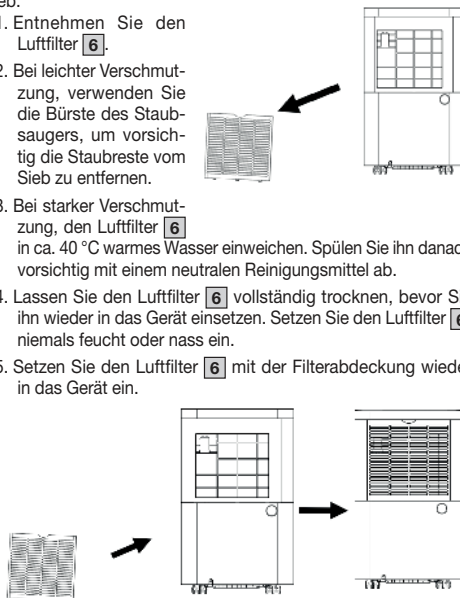 eb.
1. Entnehmen Sie den
Luftfilter 6.
2. Bei leichter Verschmut-
zung, verwenden Sie
die Bürste des Staub-
saugers, um vorsich-
tig die Staubreste vom
Sieb zu entfernen.
3. Bei starker Verschmut-
zung, den Luftfilter 6
in ca. 40 °C warmes Wasser einweichen. Spülen Sie ihn danac
vorsichtig mit einem neutralen Reinigungsmittel ab.
4. Lassen Sie den Luftfilter 6 vollständig trocknen, bevor Si
ihn wieder in das Gerät einsetzen. Setzen Sie den Luftfilter 6
niemals feucht oder nass ein.
5. Setzen Sie den Luftfilter 6 mit der Filterabdeckung wiede
in das Gerät ein.